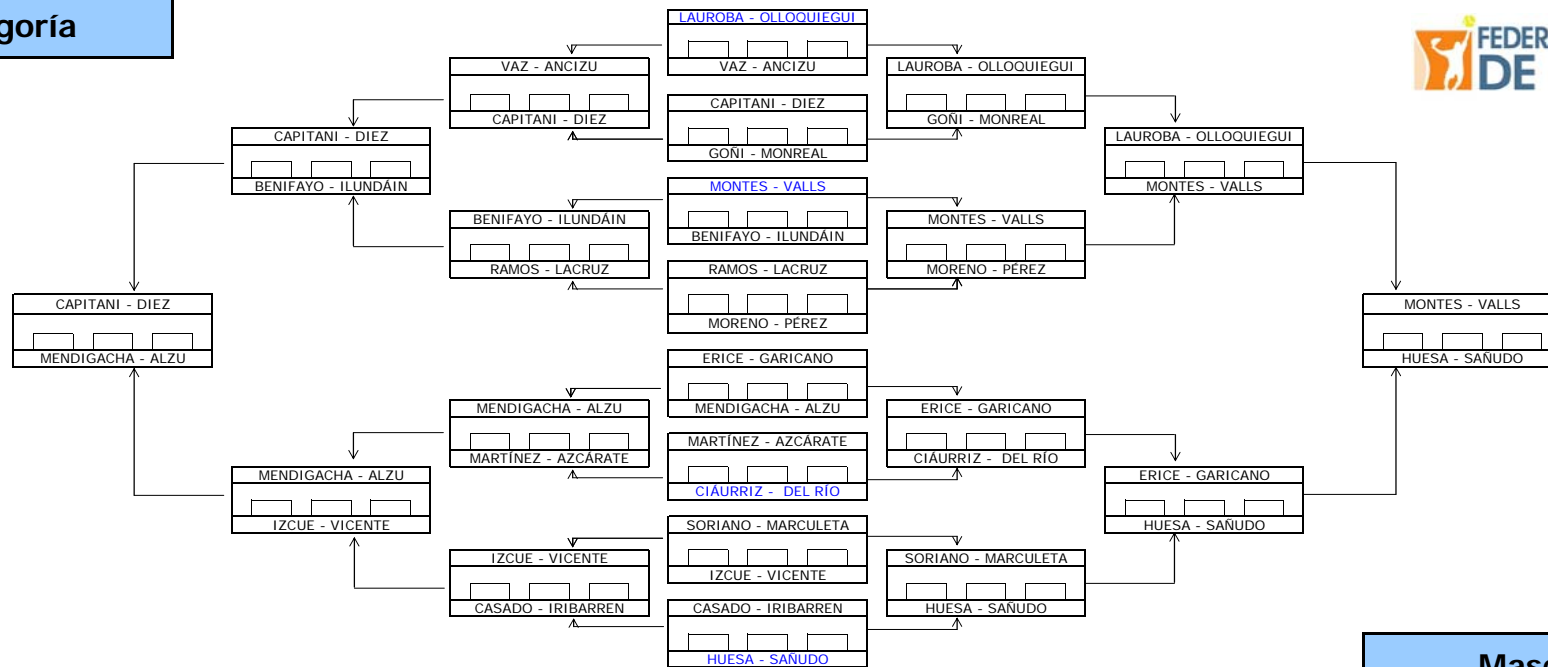 goría
FEDER
DE
LAUROBA - OLLOQUIEGUI
VAZ - ANCIZU
CAPITANI - DIEZ
GOÑI - MONREAL
MONTES - VALLS
BENIFAYO - ILUNDÁIN
RAMOS - LACRUZ
MORENO - PÉREZ
ERICE - GARICANO
MENDIGACHA - ALZU
MARTÍNEZ - AZCÁRATE
CIÁURRIZ - DEL RÍO
SORIANO - MARCULETA
IZCUE - VICENTE
CASADO - IRIBARREN
HUESA - SAÑUDO
VAZ - ANCIZU
CAPITANI - DIEZ
BENIFAYO - ILUNDÁIN
RAMOS - LACRUZ
MENDIGACHA - ALZU
MARTÍNEZ - AZCÁRATE
IZCUE - VICENTE
CASADO - IRIBARREN
CAPITANI - DIEZ
BENIFAYO - ILUNDÁIN
MENDIGACHA - ALZU
IZCUE - VICENTE
CAPITANI - DIEZ
MENDIGACHA - ALZU
LAUROBA - OLLOQUIEGUI
GOÑI - MONREAL
MONTES - VALLS
MORENO - PÉREZ
ERICE - GARICANO
CIÁURRIZ - DEL RÍO
SORIANO - MARCULETA
HUESA - SAÑUDO
LAUROBA - OLLOQUIEGUI
MONTES - VALLS
ERICE - GARICANO
HUESA - SAÑUDO
MONTES - VALLS
HUESA - SAÑUDO